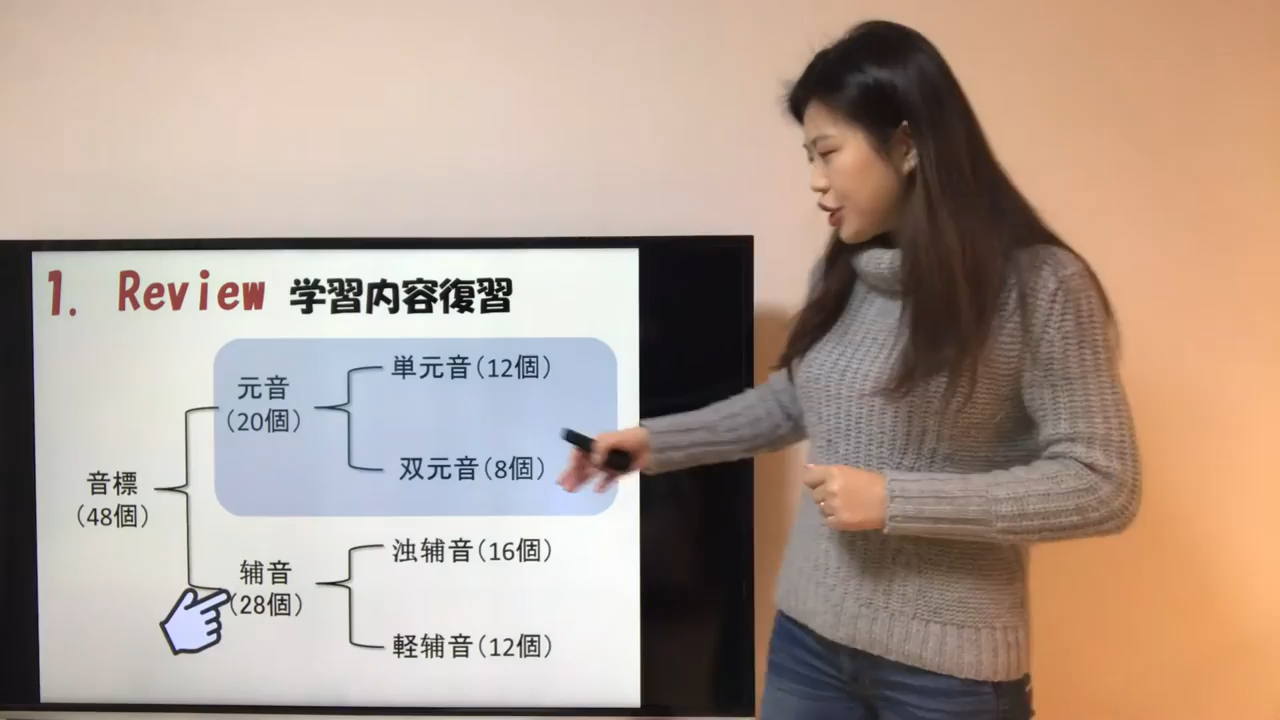 1. Review 学習内容復習
元音
(20個)
単元音(12個)
双元音(8個)
音標
(48個)
辅音
(28個)
浊辅音(16個)
軽辅音(12個)